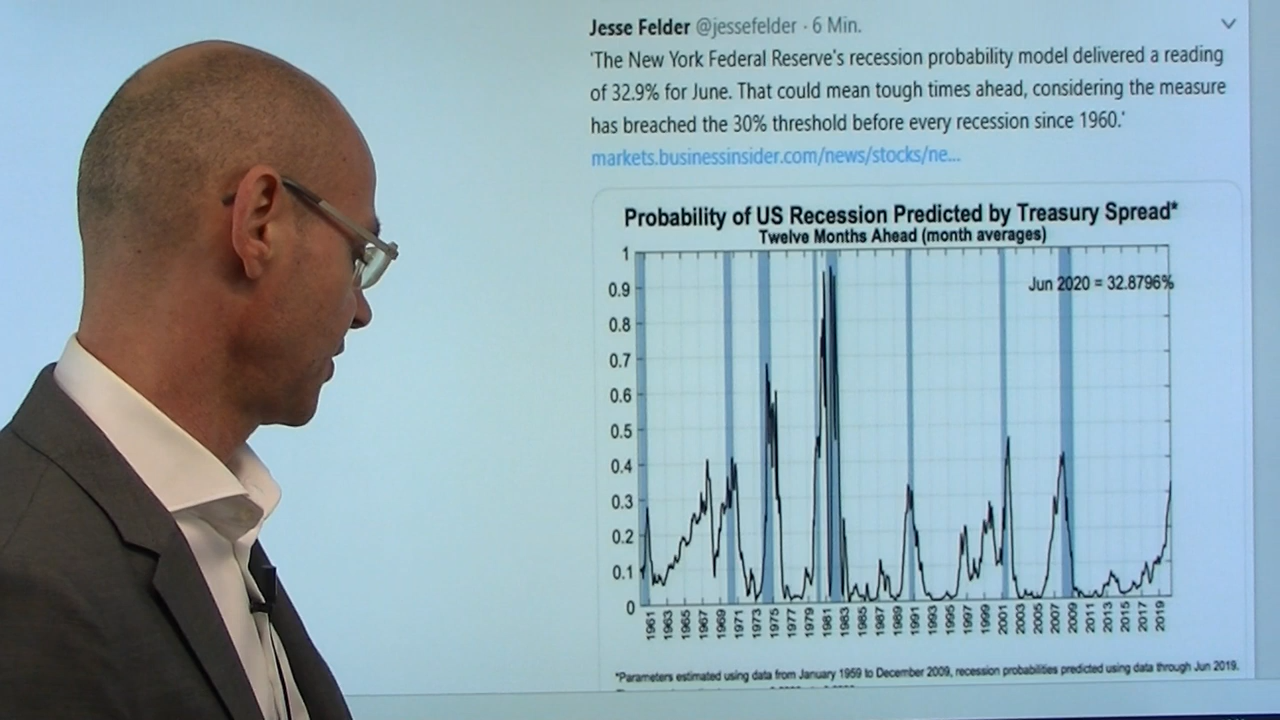 Jesse Felder @jessefelder · 6 Min.
'The New York Federal Reserve's recession probability model delivered a reading
of 32.9% for June. That could mean tough times ahead, considering the measure
has breached the 30% threshold before every recession since 1960.'
markets.businessinsider.com/news/stocks/ne...
Probability of US Recession Predicted by Treasury Spread*
Twelve Months Ahead (month averages)
Jun 2020 = 32.8796%
1
0.9
0.8
0.7
0.6
0.5
0.4
0.3
0.2
0.1
0
1961 1963 1965 1967 1969 1971 1973 1975 1977 1979 1981 1983 1985 1987 1989 1991 1993 1995 1997 1999 2001 2003 2005 2007 2009 2011 2013 2015 2017 2019
*Parameters estimated using data from January 1959 to December 2009, recession probabilities predicted using data through Jun 2019.